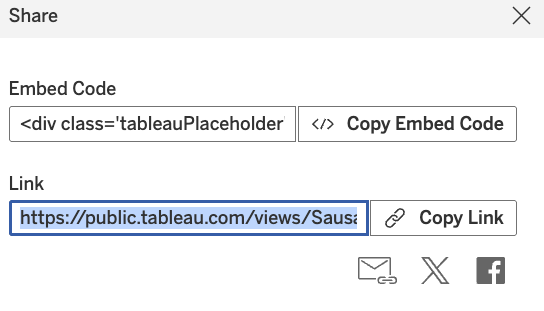 Share
Embed Code
<div class='tableauPlaceholder'
</> Copy Embed Code
Link
https://public.tableau.com/views/Sausa
Copy Link